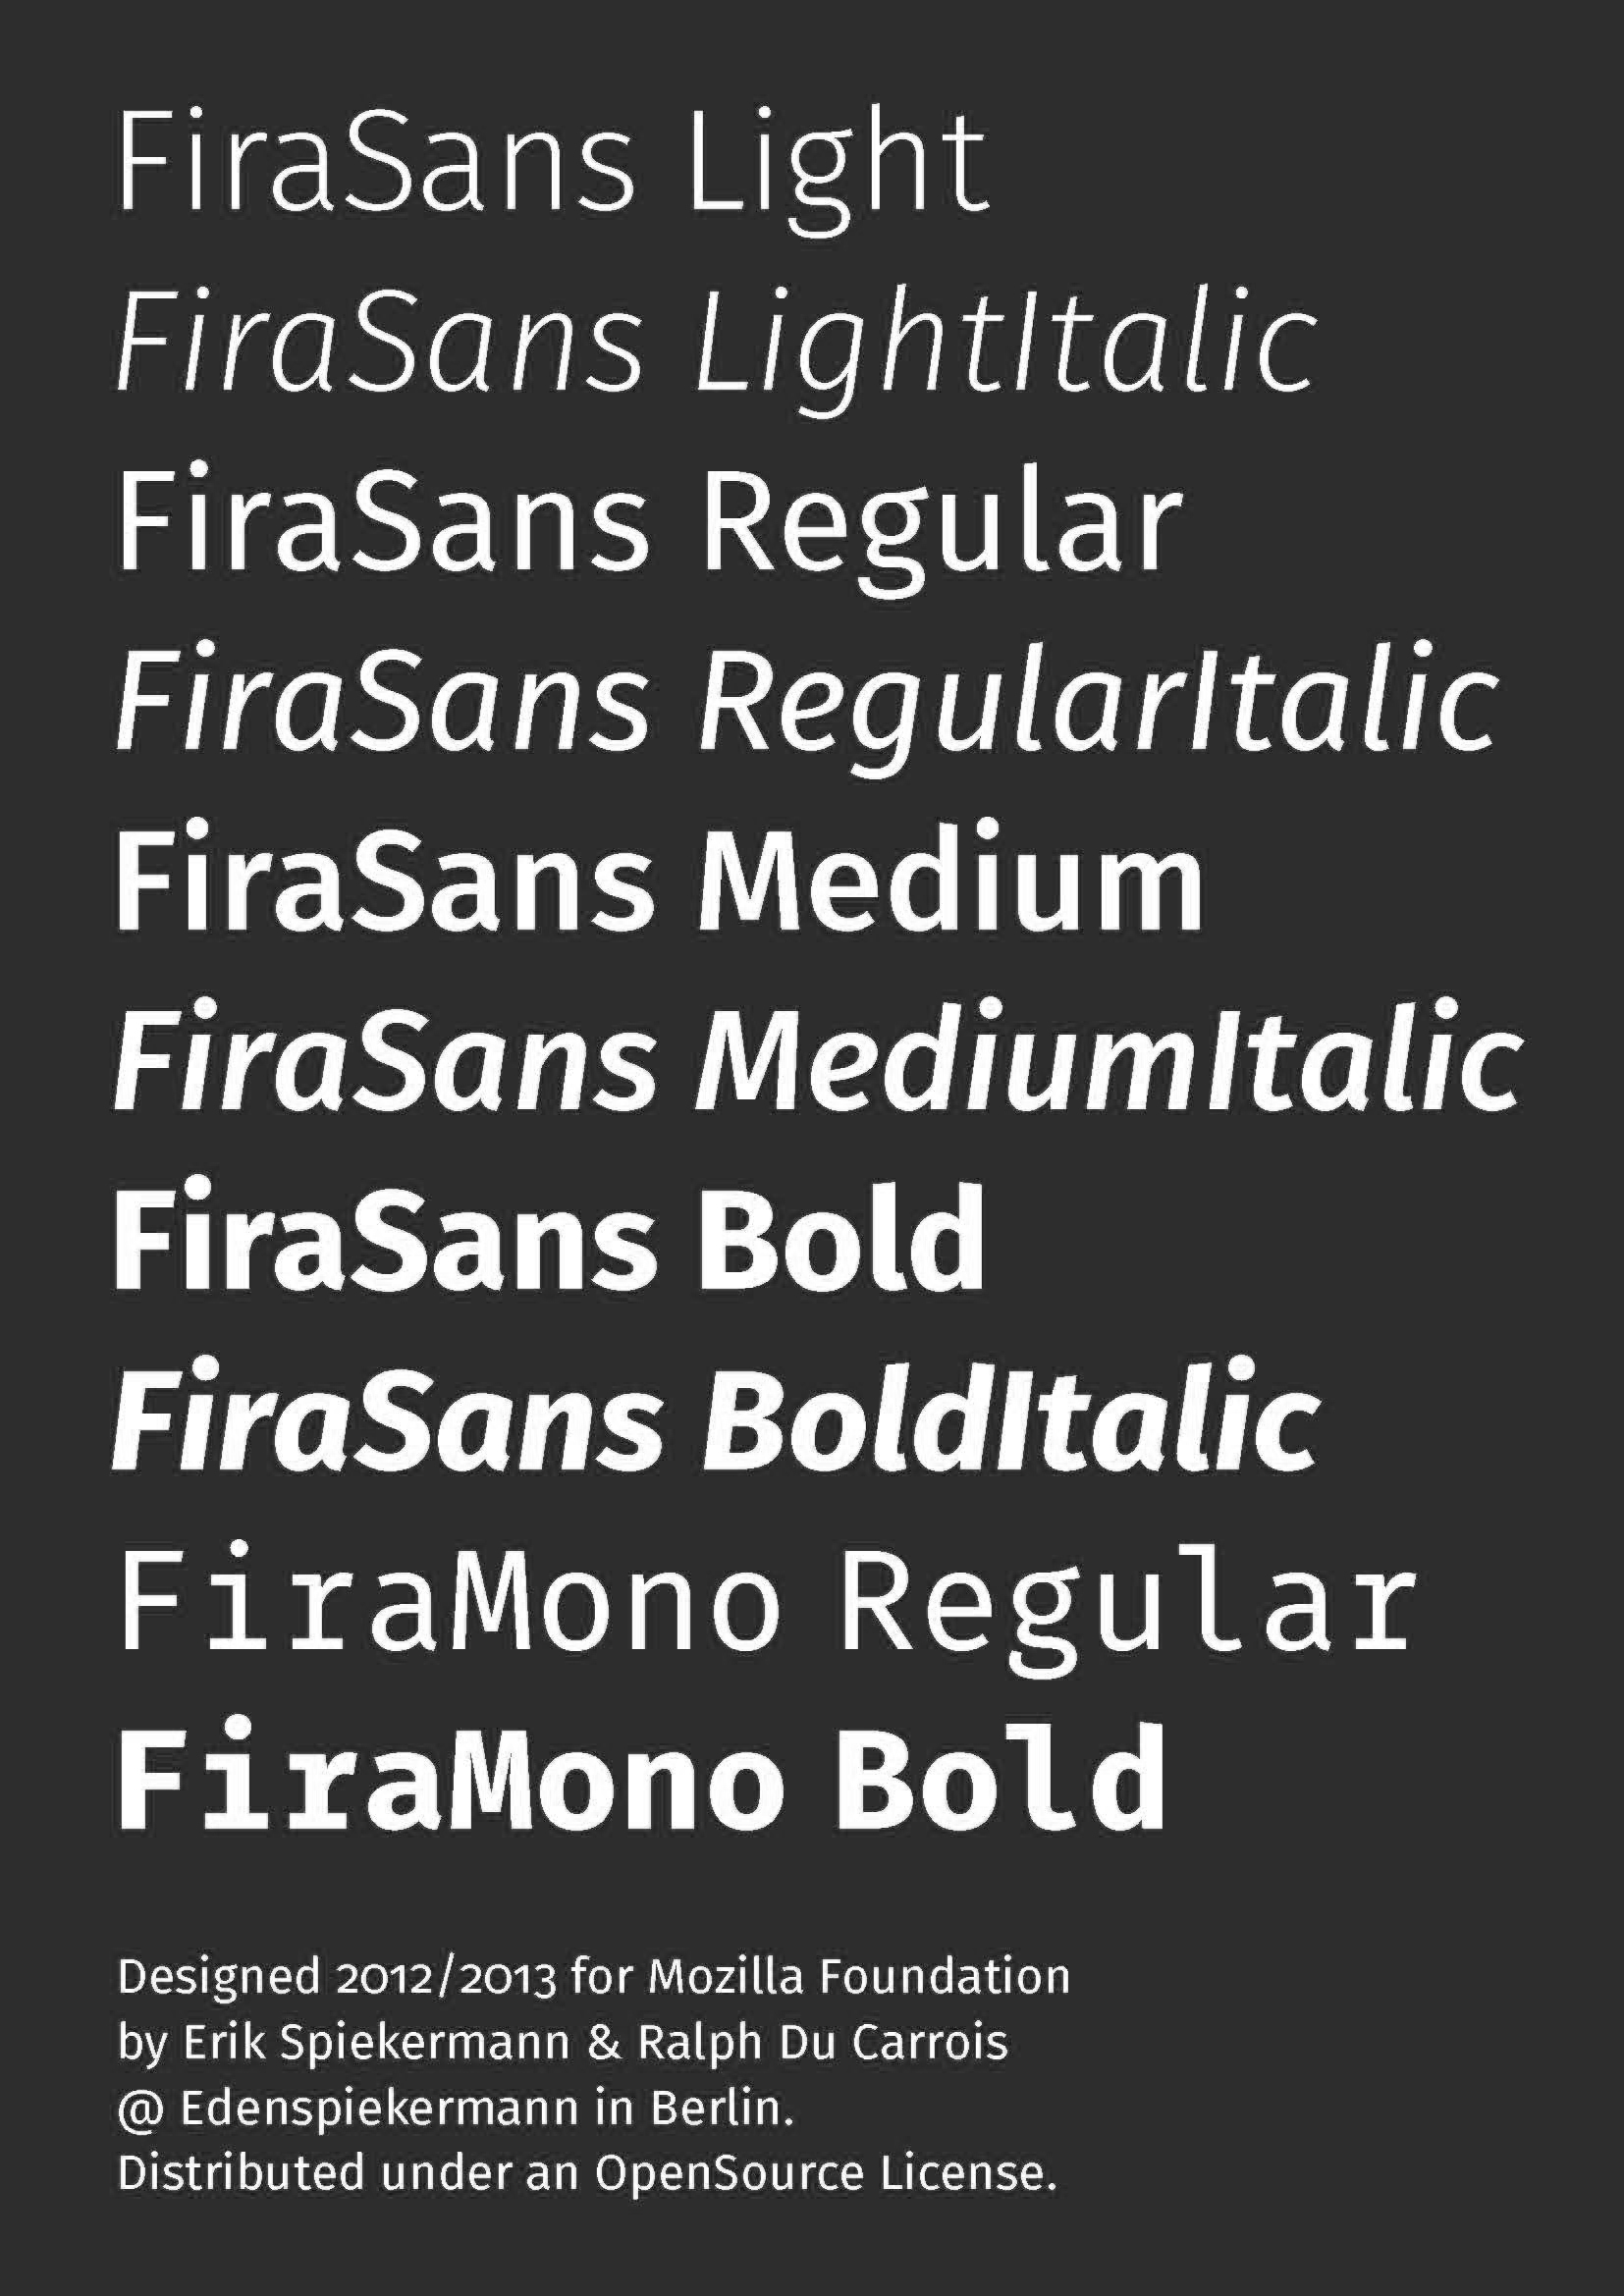 FiraSans Light
FiraSans LightItalic
FiraSans Regular
FiraSans RegularItalic
FiraSans Medium
FiraSans MediumItalic
FiraSans Bold
FiraSans BoldItalic
FiraMono Regular
FiraMono Bold
Designed 2012/2013 for Mozilla Foundation
by Erik Spiekermann & Ralph Du Carrois
@ Edenspiekermann in Berlin.
Distributed under an OpenSource License.